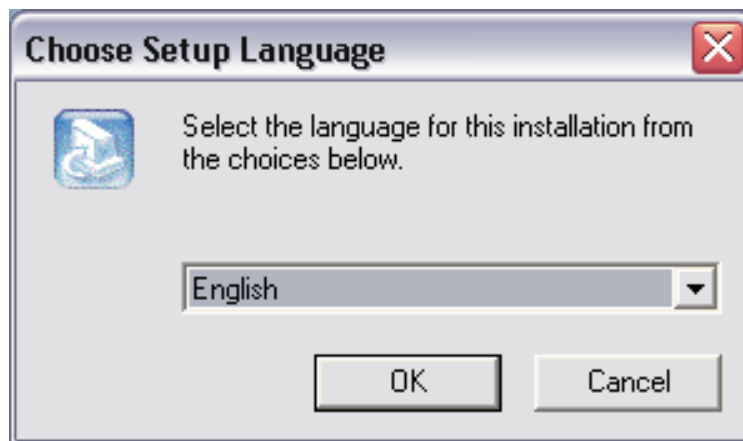 Choose Setup Language
Select the language for this installation from
the choices below.
English
OK
Cancel